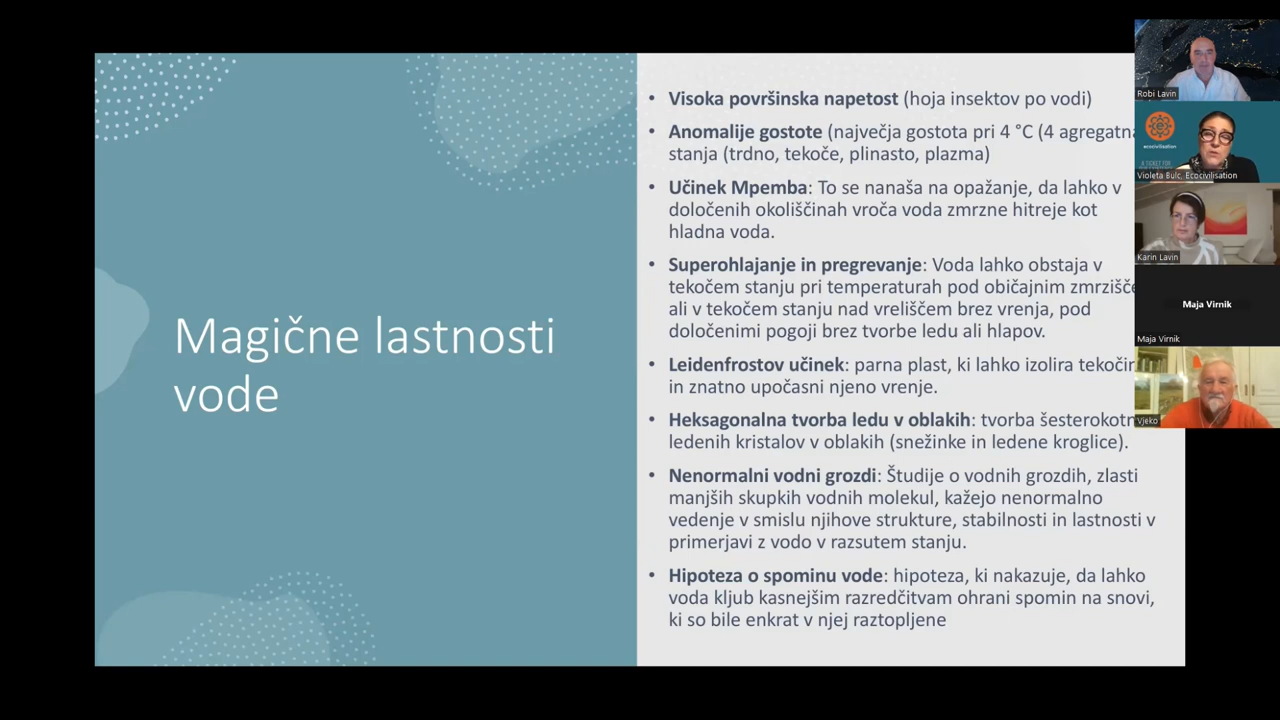 Magične lastnosti
vode
• Visoka površinska napetost (hoja insektov po vodi)
• Anomalije gostote (največja gostota pri 4 °C (4 agregatna
stanja (trdno, tekoče, plinasto, plazma)
• Učinek Mpemba: To se nanaša na opažanje, da lahko v
določenih okoliščinah vroča voda zmrzne hitreje kot
hladna voda.
• Superohlajanje in pregrevanje: Voda lahko obstaja v
tekočem stanju pri temperaturah pod običajnim zmrzišče
ali v tekočem stanju nad vreliščem brez vrenja, pod
določenimi pogoji brez tvorbe ledu ali hlapov.
• Leidenfrostov učinek: parna plast, ki lahko izolira
in znatno upočasni njeno vrenje.
• Heksagonalna tvorba ledu v oblakih: tvorba
ledenih kristalov v oblakih (snežinke in ledene kroglice).
• Nenormalni vodni grozdi: Študije o vodnih grozdih, zlasti
manjših skupkih vodnih molekul, kažejo nenormalno
vedenje v smislu njihove strukture, stabilnosti in lastnosti v
primerjavi z vodo v razsutem stanju.
• Hipoteza o spominu vode: hipoteza, ki nakazuje, da lahko
voda kljub kasnejšim razredčitvam ohrani spomin na snovi,
ki so bile enkrat v njej raztopljene
Robi Lavin
ecocivilisation
A TICKET FOR
Violeta Bulc, Ecocivilisation
Karin Lavin
Maja Virnik
Maja Virnik
Vjeko